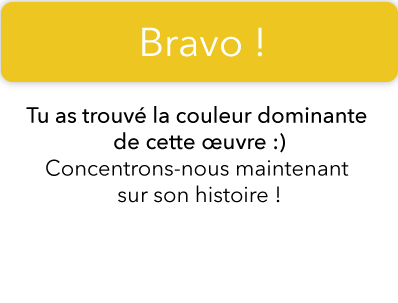 Bravo !
Tu as trouvé la couleur dominante
de cette œuvre :)
Concentrons-nous maintenant
sur son histoire !